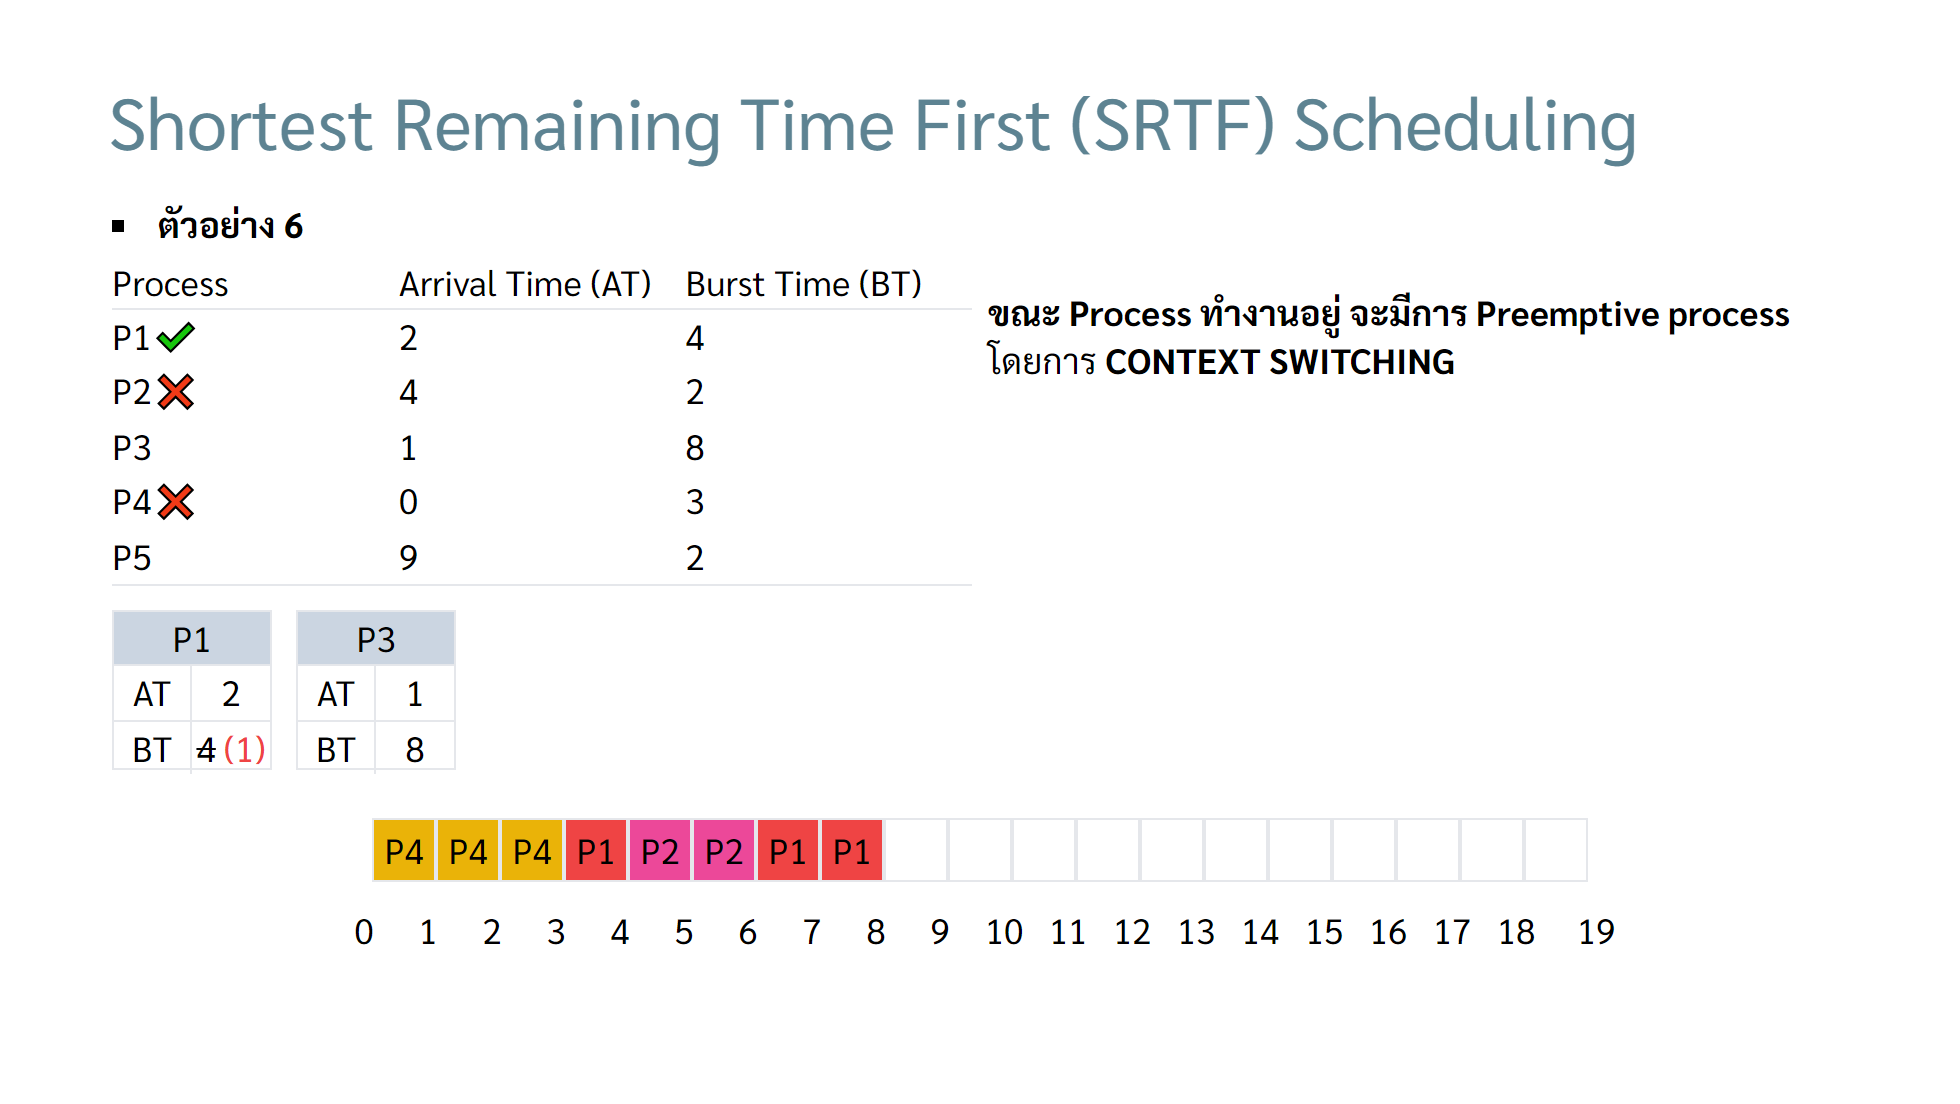 Shortest Remaining Time First (SRTF) Scheduling
▪ ตัวอย่าง 6
Process Arrival Time (AT) Burst Time (BT)
P1 2 4
P2 4 2
P3 1 8
P4 0 3
P5 9 2
ขณะ Process ทำงานอยู่ จะมีการ Preemptive process
โดยการ CONTEXT SWITCHING
P1 P3
AT 2 AT 1
BT 4 (1) BT 8
P4 P4 P4 P1 P2 P2 P1 P1
0 1 2 3 4 5 6 7 8 9 10 11 12 13 14 15 16 17 18 19